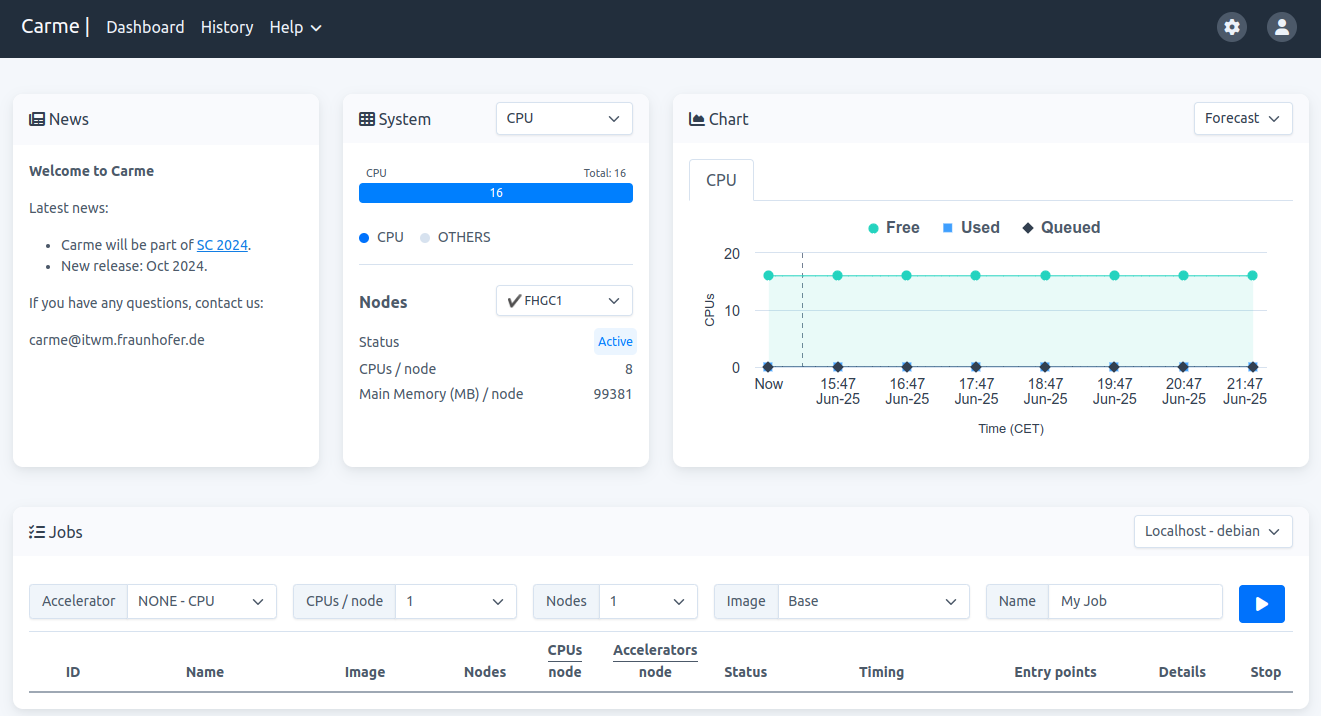 Carme | Dashboard History Help
News
Welcome to Carme
Latest news:
Carme will be part of SC 2024.
New release: Oct 2024.
If you have any questions, contact us:
carme@itwm.fraunhofer.de
System CPU
CPU Total: 16
16
CPU OTHERS
Nodes ✔ FHGC1
Status Active
CPUs / node 8
Main Memory (MB) / node 99381
Chart Forecast
CPU
Free Used Queued
20
10
0
CPUs
Now 15:47 16:47 17:47 18:47 19:47 20:47 21:47
Jun-25 Jun-25 Jun-25 Jun-25 Jun-25 Jun-25 Jun-25
Time (CET)
Jobs Localhost - debian
Accelerator NONE - CPU CPUs / node 1 Nodes 1 Image Base Name My Job
CPUs Accelerators
ID Name Image Nodes node node Status Timing Entry points Details Stop